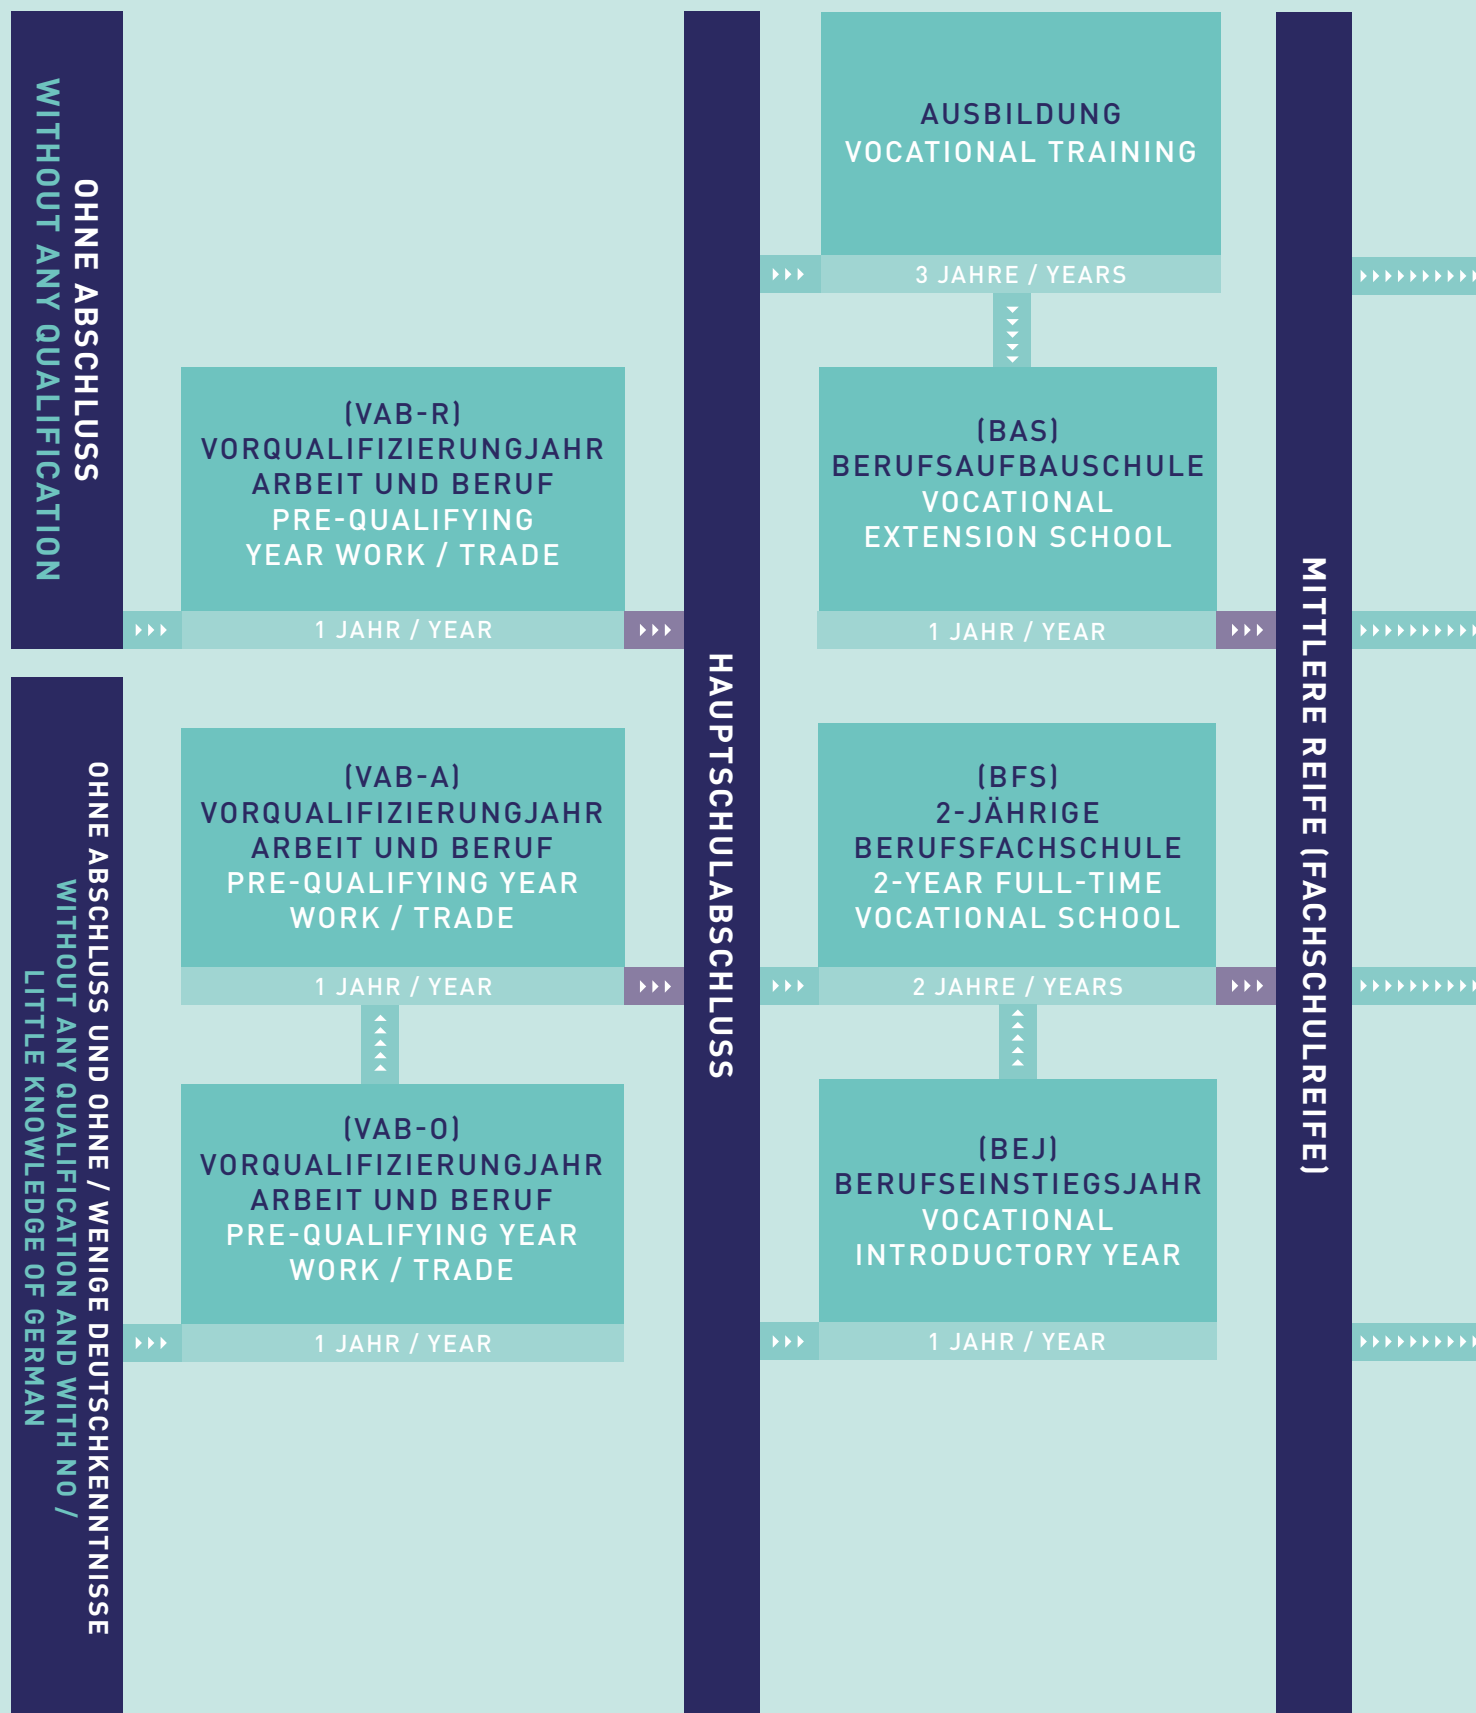 OHNE ABSCHLUSS
WITHOUT ANY QUALIFICATION
(VAB-R)
VORQUALIFIZIERUNGJAHR
ARBEIT UND BERUF
PRE-QUALIFYING
YEAR WORK / TRADE
1 JAHR / YEAR
OHNE ABSCHLUSS UND OHNE / WENIGE DEUTSCHKENNTNISSE
WITHOUT ANY QUALIFICATION AND WITH NO /
LITTLE KNOWLEDGE OF GERMAN
(VAB-A)
VORQUALIFIZIERUNGJAHR
ARBEIT UND BERUF
PRE-QUALIFYING YEAR
WORK / TRADE
1 JAHR / YEAR
(VAB-O)
VORQUALIFIZIERUNGJAHR
ARBEIT UND BERUF
PRE-QUALIFYING YEAR
WORK / TRADE
1 JAHR / YEAR
HAUPTSCHULABSCHLUSS
AUSBILDUNG
VOCATIONAL TRAINING
3 JAHRE / YEARS
(BAS)
BERUFSAUFBAUSCHULE
VOCATIONAL
EXTENSION SCHOOL
1 JAHR / YEAR
(BFS)
2-JÄHRIGE
BERUFSFACHSCHULE
2-YEAR FULL-TIME
VOCATIONAL SCHOOL
2 JAHRE / YEARS
(BEJ)
BERUFSEINSTIEGSJAHR
VOCATIONAL
INTRODUCTORY YEAR
1 JAHR / YEAR
MITTLERE REIFE (FACHSCHULREIFE)